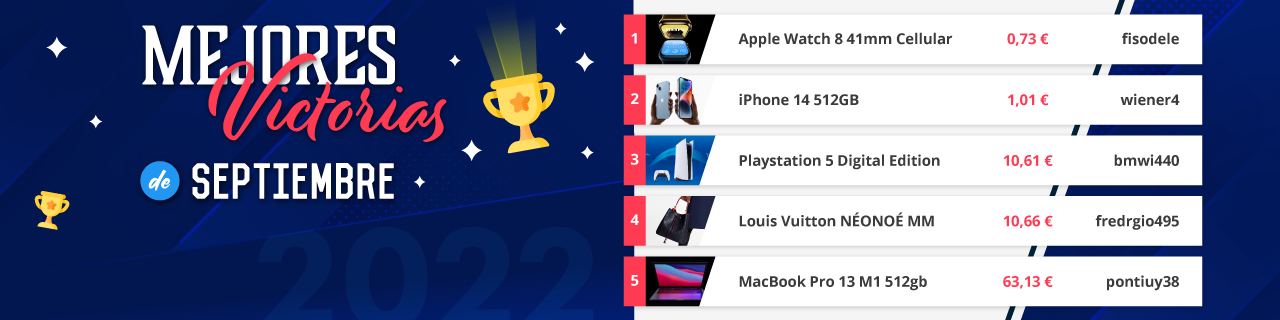 MEJORES
Victorias
de SEPTIEMBRE
2022
1 Apple Watch 8 41mm Cellular 0,73 € fisodele
2 iPhone 14 512GB 1,01 € wiener4
3 Playstation 5 Digital Edition 10,61 € bmwi440
4 Louis Vuitton NÉONOÉ MM 10,66 € fredrgio495
5 MacBook Pro 13 M1 512gb 63,13 € pontiuy38